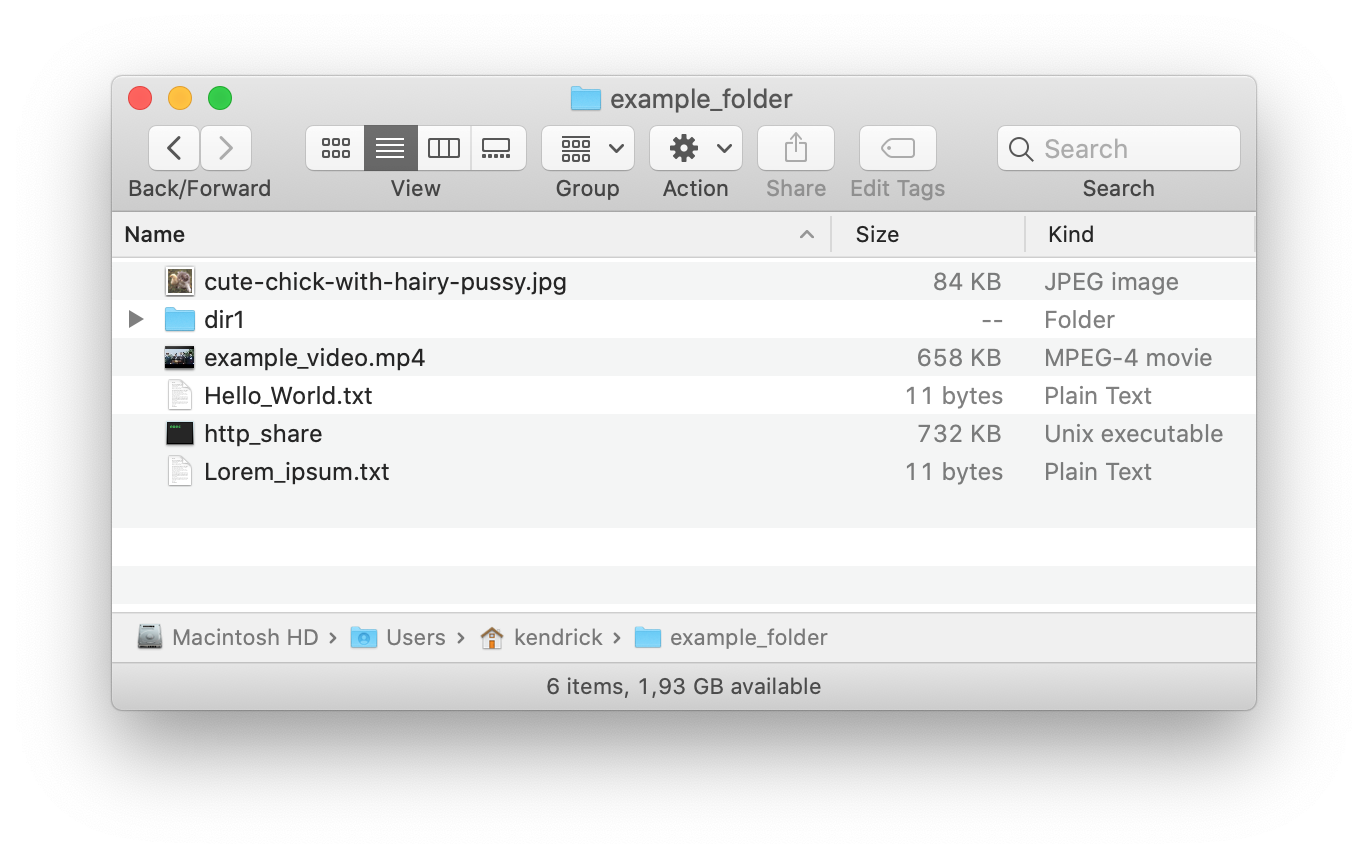 example_folder
Search
Back/Forward View Group Action Share Edit Tags Search
Name Size Kind
cute-chick-with-hairy-pussy.jpg 84 KB JPEG image
dir1 -- Folder
example_video.mp4 658 KB MPEG-4 movie
Hello_World.txt 11 bytes Plain Text
http_share 732 KB Unix executable
Lorem_ipsum.txt 11 bytes Plain Text
Macintosh HD › Users › kendrick › example_folder
6 items, 1,93 GB available